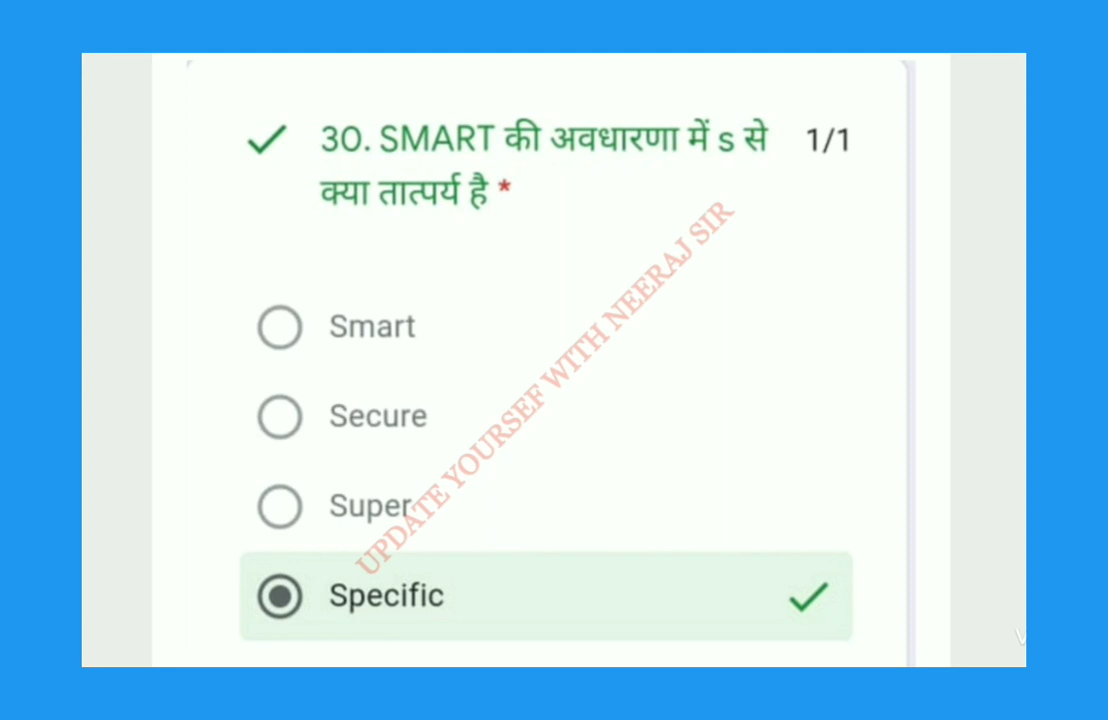 30. SMART की अवधारणा में s से 1/1
क्या तात्पर्य है *
Smart
Secure
Super
Specific
UPDATE YOURSEF WITH NEERAJ SIR